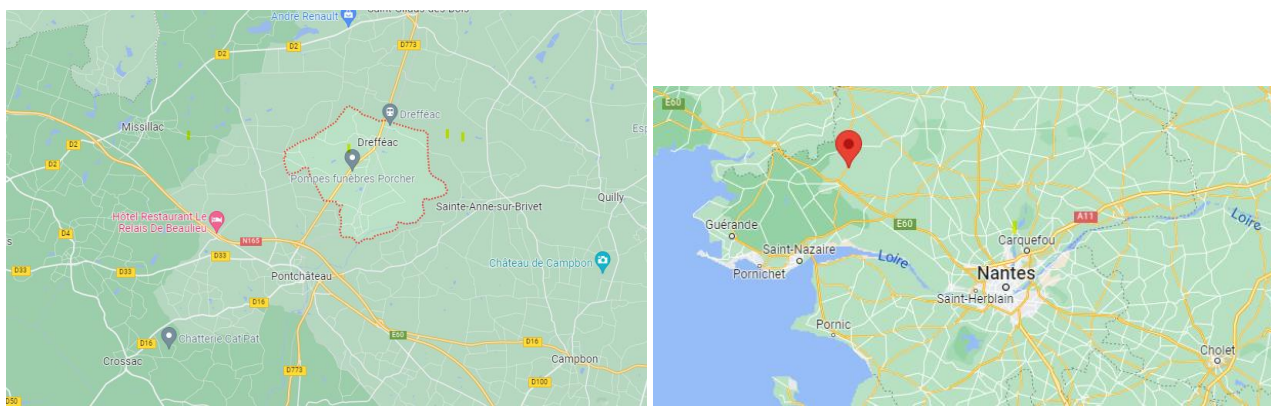 André Renault
D773
D2
D2
Missillac
Drefféac
Drefféac
D2
D2
Pompes funèbres Porcher
Quilly
Sainte-Anne-sur-Brivet
Hôtel Restaurant Le
Relais De Beaulieu
D4
N165
D33
D33
D33
Château de Campbon
Pontchâteau
D16
Chatterie Cat Pat
E60
D16
D16
Crossac
Campbon
D773
D100
D50
E60
A11
Loire
Guérande
E60
Carquefou
Saint-Nazaire
Loire
Pornichet
Nantes
Saint-Herblain
Pornic
Cholet